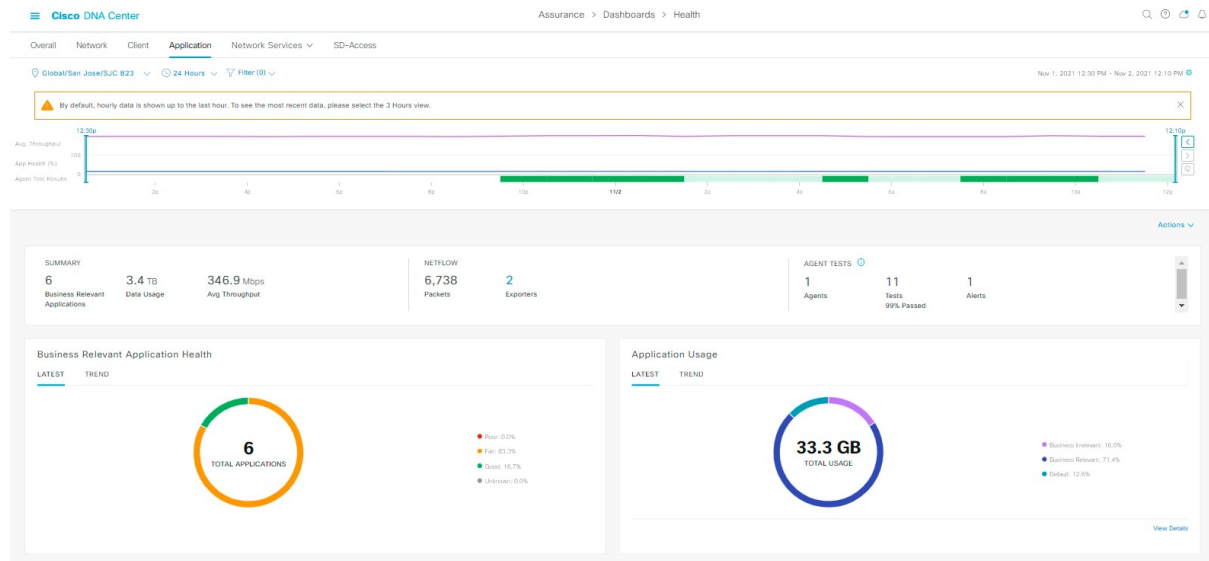 Cisco DNA Center
Assurance > Dashboards > Health
Overall Network Client Application Network Services SD-Access
Global/San Jose/SJC B23 24 Hours Filter (0)
Nov 1, 2021 12:30 PM - Nov 2, 2021 12:10 PM
By default, hourly data is shown up to the last hour. To see the most recent data, please select the 3 Hours view.
12:30p 12:10p
Avg. Throughput
100
App Health (%)
0
Agent Test Results
2p 4p 6p 8p 10p 11/2 2a 4a 6a 8a 10a 12p
Actions
SUMMARY
6 3.4 TB 346.9 Mbps
Business Relevant Applications Data Usage Avg Throughput
NETFLOW
6,738 2
Packets Exporters
AGENT TESTS
1 11 1
Agents Tests Alerts
99% Passed
Business Relevant Application Health
LATEST TREND
6
TOTAL APPLICATIONS
Poor: 0.0%
Fair: 83.3%
Good: 16.7%
Unknown: 0.0%
Application Usage
LATEST TREND
33.3 GB
TOTAL USAGE
Business Irrelevant: 16.0%
Business Relevant: 71.4%
Default: 12.6%
View Details